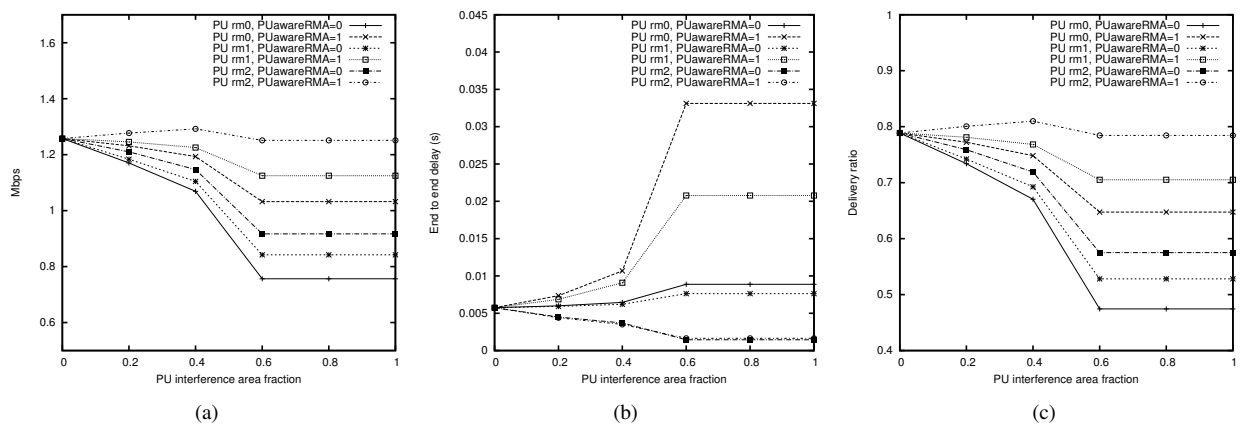 1.6
1.4
1.2
1
0.8
0.6
Mbps
PU rm0, PUawareRMA=0
PU rm0, PUawareRMA=1
PU rm1, PUawareRMA=0
PU rm1, PUawareRMA=1
PU rm2, PUawareRMA=0
PU rm2, PUawareRMA=1
0 0.2 0.4 0.6 0.8 1
PU interference area fraction
(a)
0.045
0.04
0.035
0.03
0.025
0.02
0.015
0.01
0.005
0
End to end delay (s)
PU rm0, PUawareRMA=0
PU rm0, PUawareRMA=1
PU rm1, PUawareRMA=0
PU rm1, PUawareRMA=1
PU rm2, PUawareRMA=0
PU rm2, PUawareRMA=1
0 0.2 0.4 0.6 0.8 1
PU interference area fraction
(b)
1
0.9
0.8
0.7
0.6
0.5
0.4
Delivery ratio
PU rm0, PUawareRMA=0
PU rm0, PUawareRMA=1
PU rm1, PUawareRMA=0
PU rm1, PUawareRMA=1
PU rm2, PUawareRMA=0
PU rm2, PUawareRMA=1
0 0.2 0.4 0.6 0.8 1
PU interference area fraction
(c)